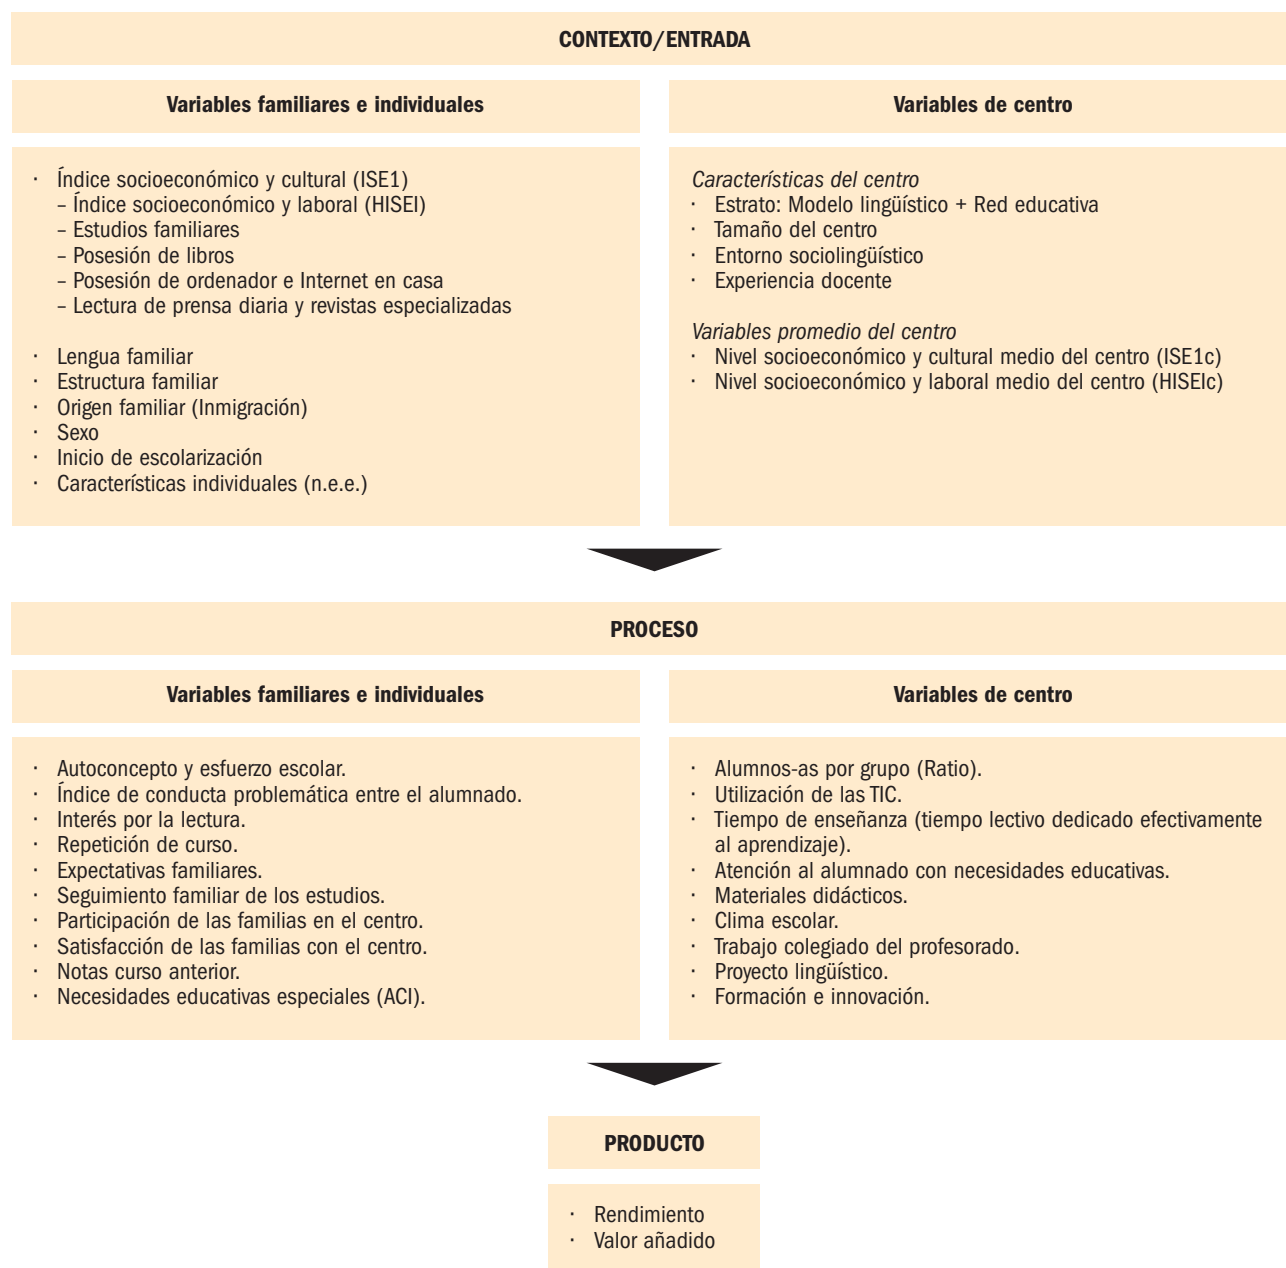 CONTEXTO/ENTRADA
Variables familiares e individuales
· Índice socioeconómico y cultural (ISE1)
– Índice socioeconómico y laboral (HISEI)
– Estudios familiares
– Posesión de libros
– Posesión de ordenador e Internet en casa
– Lectura de prensa diaria y revistas especializadas
· Lengua familiar
· Estructura familiar
· Origen familiar (Inmigración)
· Sexo
· Inicio de escolarización
· Características individuales (n.e.e.)
Variables de centro
Características del centro
· Estrato: Modelo lingüístico + Red educativa
· Tamaño del centro
· Entorno sociolingüístico
· Experiencia docente
Variables promedio del centro
· Nivel socioeconómico y cultural medio del centro (ISE1c)
· Nivel socioeconómico y laboral medio del centro (HISEIc)
PROCESO
Variables familiares e individuales
· Autoconcepto y esfuerzo escolar.
· Índice de conducta problemática entre el alumnado.
· Interés por la lectura.
· Repetición de curso.
· Expectativas familiares.
· Seguimiento familiar de los estudios.
· Participación de las familias en el centro.
· Satisfacción de las familias con el centro.
· Notas curso anterior.
· Necesidades educativas especiales (ACI).
Variables de centro
· Alumnos-as por grupo (Ratio).
· Utilización de las TIC.
· Tiempo de enseñanza (tiempo lectivo dedicado efectivamente
al aprendizaje).
· Atención al alumnado con necesidades educativas.
· Materiales didácticos.
· Clima escolar.
· Trabajo colegiado del profesorado.
· Proyecto lingüístico.
· Formación e innovación.
PRODUCTO
· Rendimiento
· Valor añadido